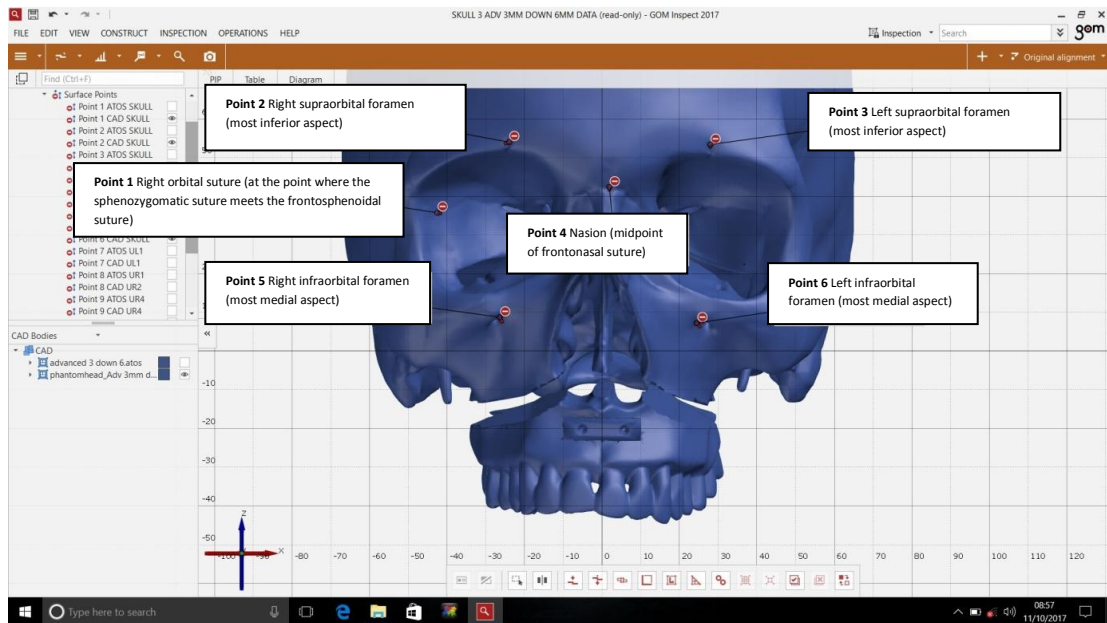 SKULL 3 ADV 3MM DOWN 6MM DATA (read-only) - GOM Inspect 2017
FILE EDIT VIEW CONSTRUCT INSPECTION OPERATIONS HELP
Inspection
Search
gom
Original alignment
Find (Ctrl+F)
PIP Table Diagram
Surface Points
Point 1 ATOS SKULL
Point 1 CAD SKULL
Point 2 ATOS SKULL
Point 2 CAD SKULL
Point 3 ATOS SKULL
Point 6 CAD SKULL
Point 7 ATOS UL1
Point 7 CAD UL1
Point 8 ATOS UR1
Point 8 CAD UR2
Point 9 ATOS UR4
Point 9 CAD UR4
CAD Bodies
CAD
advanced 3 down 6.atos
phantomhead_Adv 3mm d...
Point 2 Right supraorbital foramen
(most inferior aspect)
Point 3 Left supraorbital foramen
(most inferior aspect)
Point 1 Right orbital suture (at the point where the
sphenozygomatic suture meets the frontosphenoidal
suture)
Point 4 Nasion (midpoint
of frontonasal suture)
Point 5 Right infraorbital foramen
(most medial aspect)
Point 6 Left infraorbital
foramen (most medial aspect)
-10
-20
-30
-40
-50
Z
X
-80 -70 -60 -50 -40 -30 -20 -10 0 10 20 30 40 50 60 70 80 90 100 110 120
Type here to search
08:57
11/10/2017